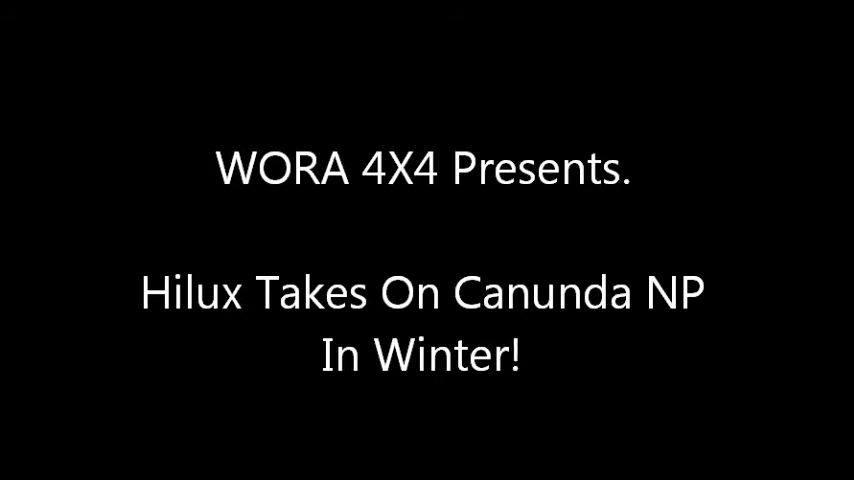 WORA 4X4 Presents.
Hilux Takes On Canunda NP
In Winter!